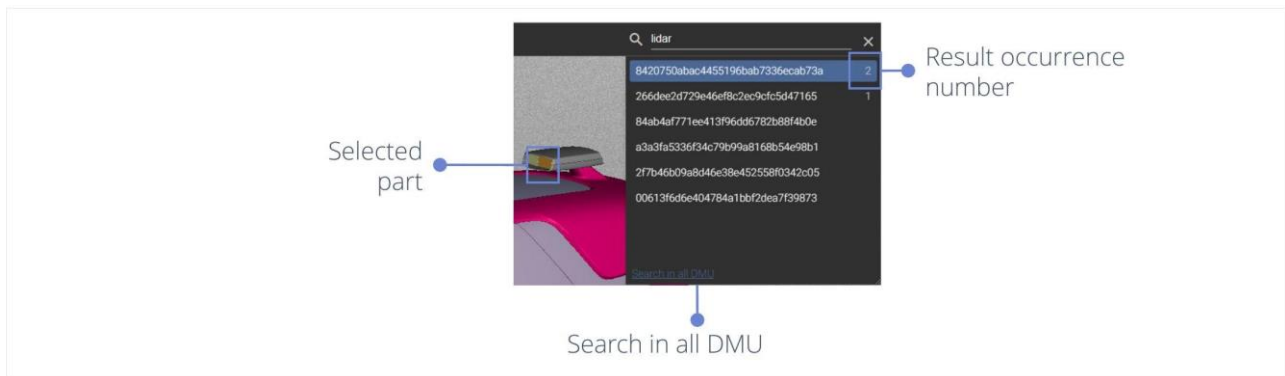 lidar
8420750abac4455196bab7336ecab73a 2
266dee2d729e46ef8c2ec9cfc5d47165 1
84ab4af771ee413f96dd6782b88f4b0e
a3a3fa5336f34c79b99a8168b54e98b1
2f7b46b09a8d46e38e452558f0342c05
00613f6d6e404784a1bbf2dea7f39873
Search in all DMU
Result occurrence
number
Selected
part
Search in all DMU